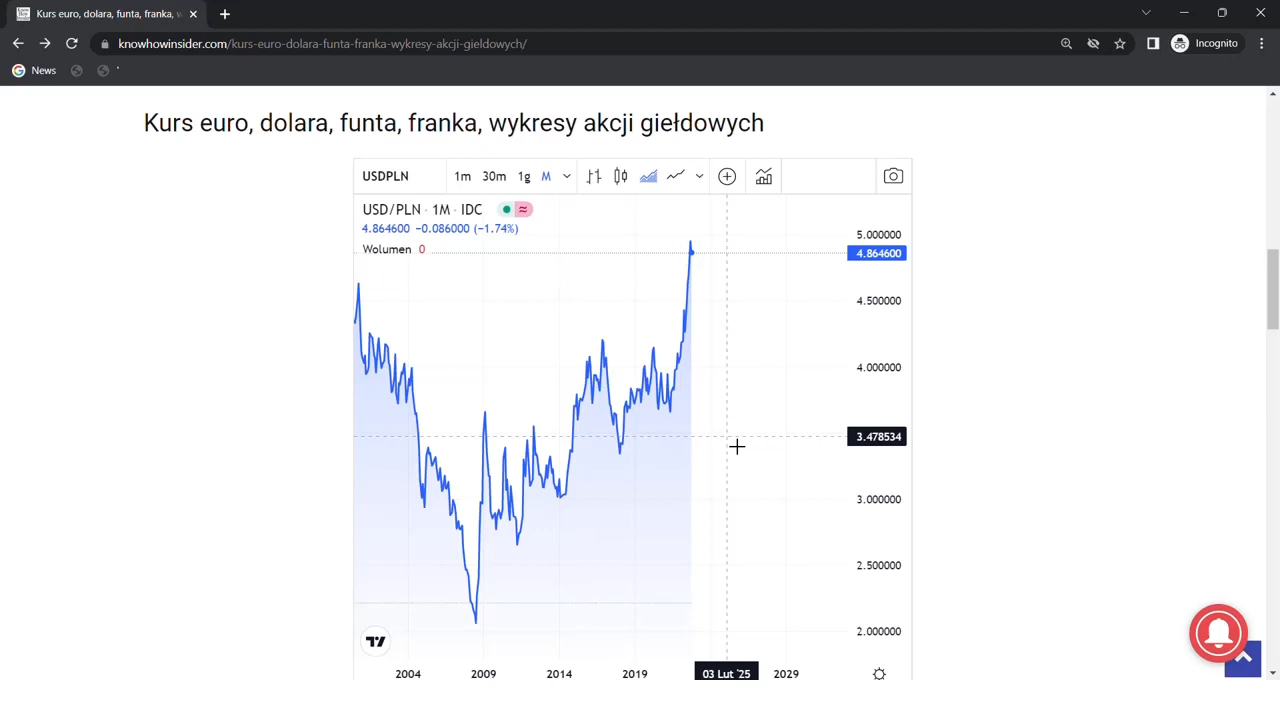 Kurs euro, dolara, funta, franka, w
knowhowinsider.com/kurs-euro-dolara-funta-franka-wykresy-akcji-gieldowych/
Incognito
News
Kurs euro, dolara, funta, franka, wykresy akcji giełdowych
USDPLN 1m 30m 1g M
USD/PLN · 1M · IDC
4.864600 −0.086000 (−1.74%)
Wolumen 0
5.000000
4.864600
4.500000
4.000000
3.478534
3.000000
2.500000
2.000000
2004 2009 2014 2019 03 Lut '25 2029